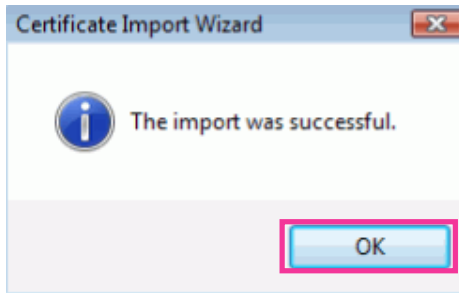 Certificate Import Wizard
The import was successful.
OK